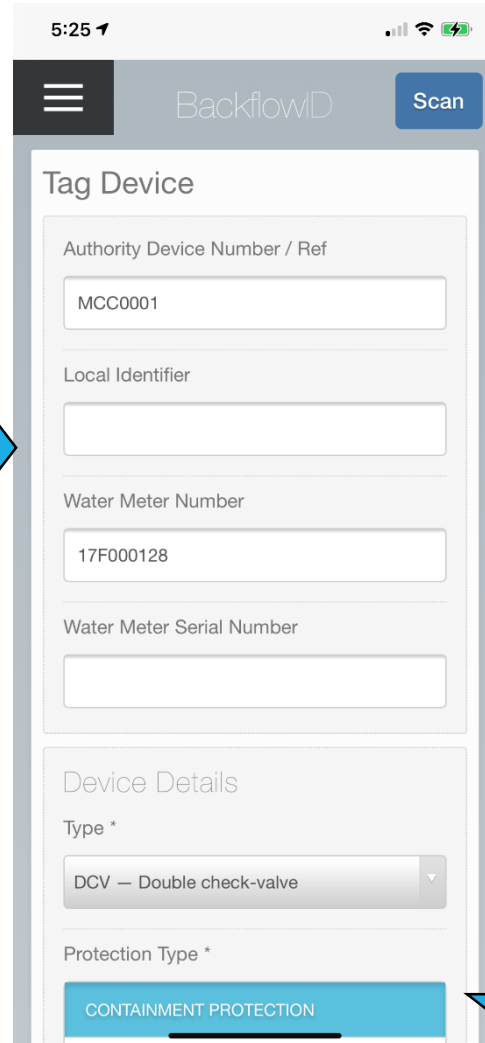 5:25
BackflowID
Scan
Tag Device
Authority Device Number / Ref
MCC0001
Local Identifier
Water Meter Number
17F000128
Water Meter Serial Number
Device Details
Type *
DCV — Double check-valve
Protection Type *
CONTAINMENT PROTECTION